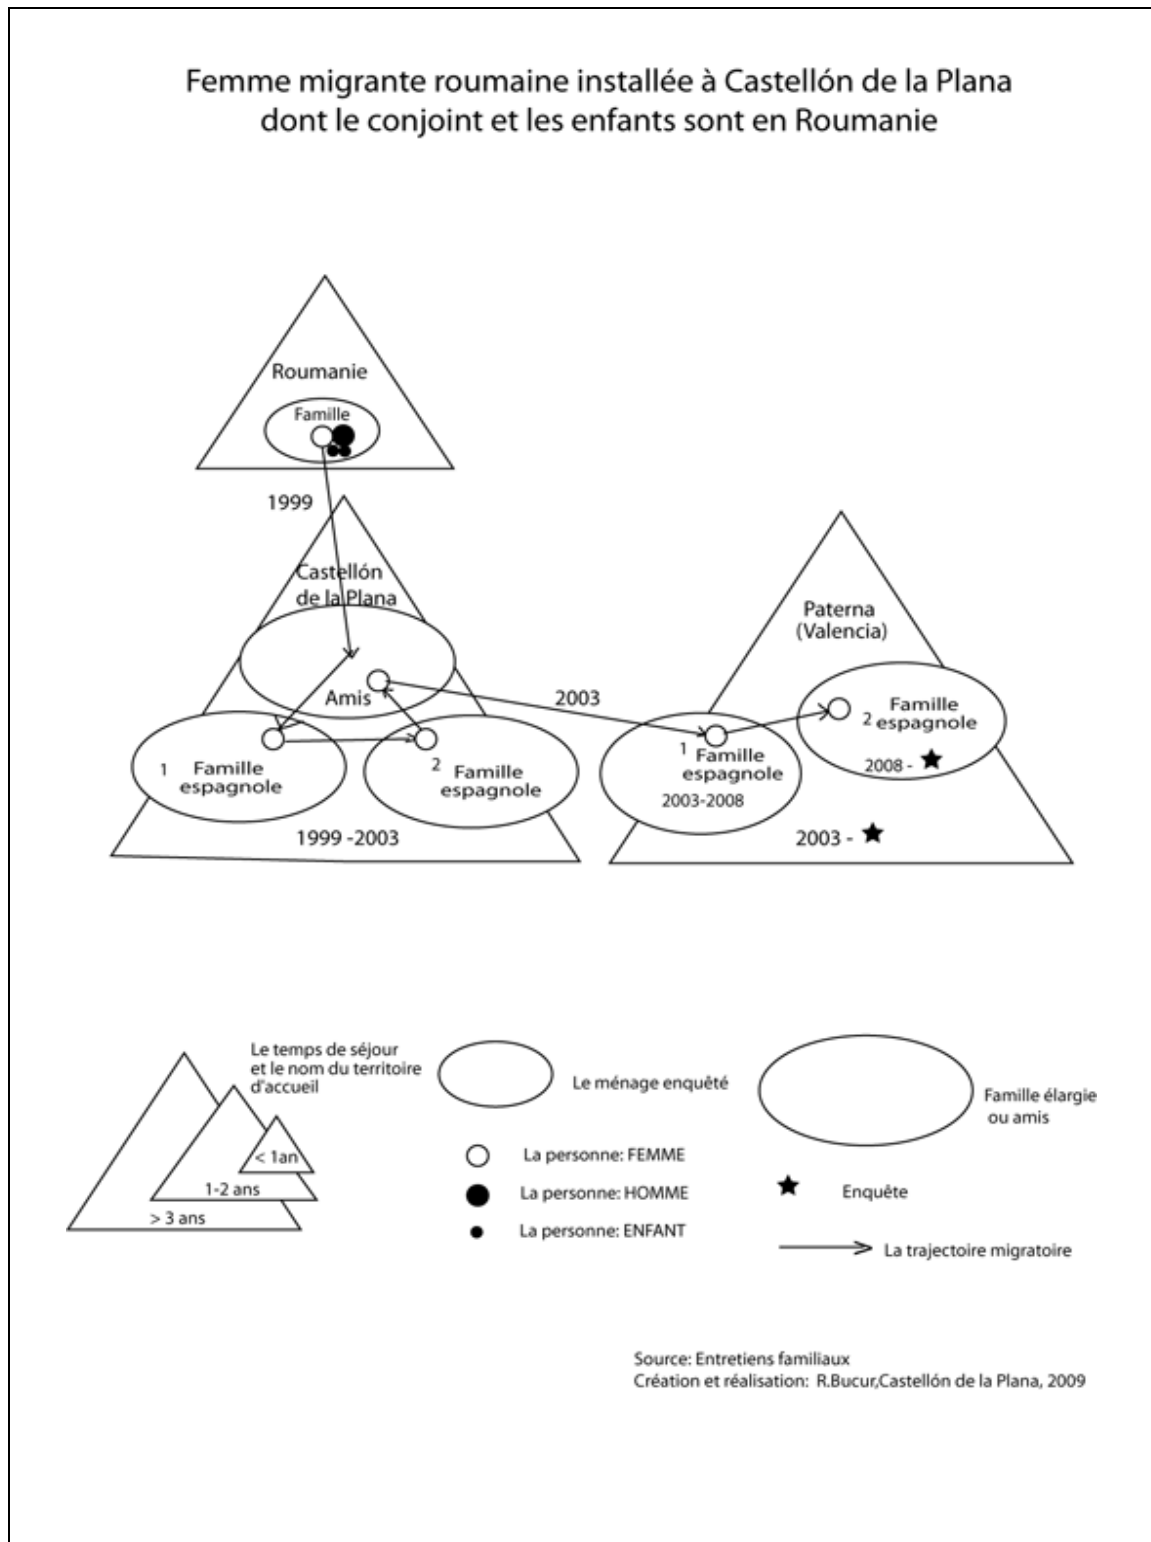 Femme migrante roumaine installée à Castellón de la Plana
dont le conjoint et les enfants sont en Roumanie
Roumanie
Famille
1999
Castellón
de la Plana
Amis
1
Famille
espagnole
2
Famille
espagnole
1999 -2003
2003
Paterna
(Valencia)
1
Famille
espagnole
2003-2008
2
Famille
espagnole
2008 -
2003 -
Le temps de séjour
et le nom du territoire
d'accueil
< 1an
1-2 ans
> 3 ans
Le ménage enquêté
La personne: FEMME
La personne: HOMME
La personne: ENFANT
Famille élargie
ou amis
Enquête
La trajectoire migratoire
Source: Entretiens familiaux
Création et réalisation: R.Bucur,Castellón de la Plana, 2009